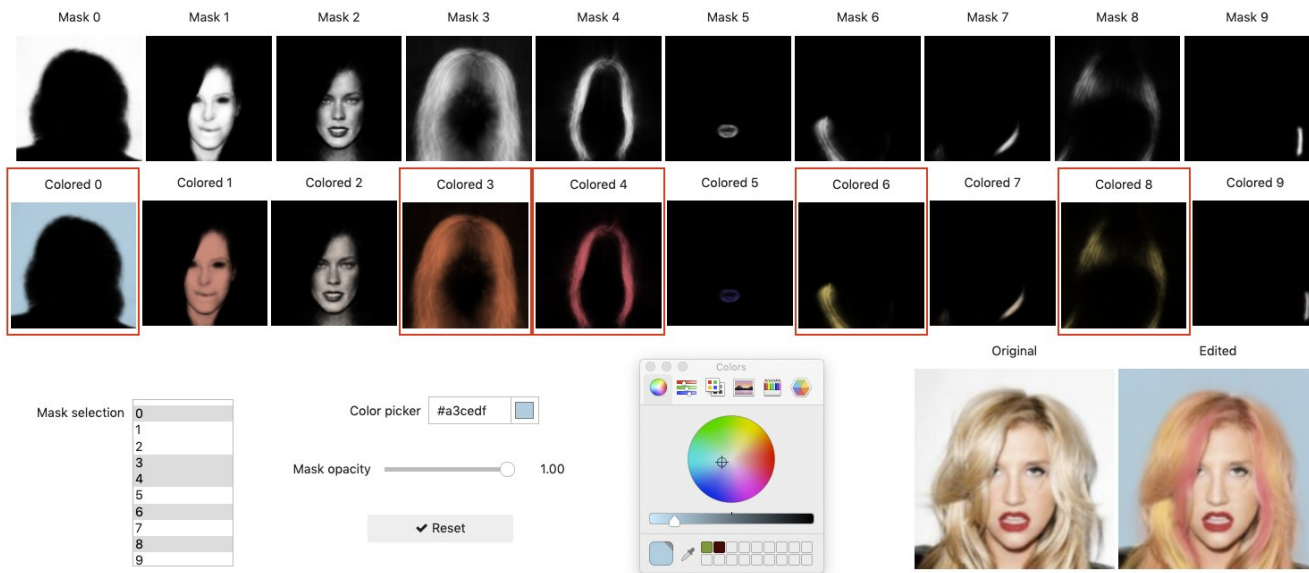 Mask 0 Mask 1 Mask 2 Mask 3 Mask 4 Mask 5 Mask 6 Mask 7 Mask 8 Mask 9
Colored 0 Colored 1 Colored 2 Colored 3 Colored 4 Colored 5 Colored 6 Colored 7 Colored 8 Colored 9
Original Edited
Colors
Mask selection
0
1
2
3
4
5
6
7
8
9
Color picker #a3cedf
Mask opacity 1.00
✔ Reset